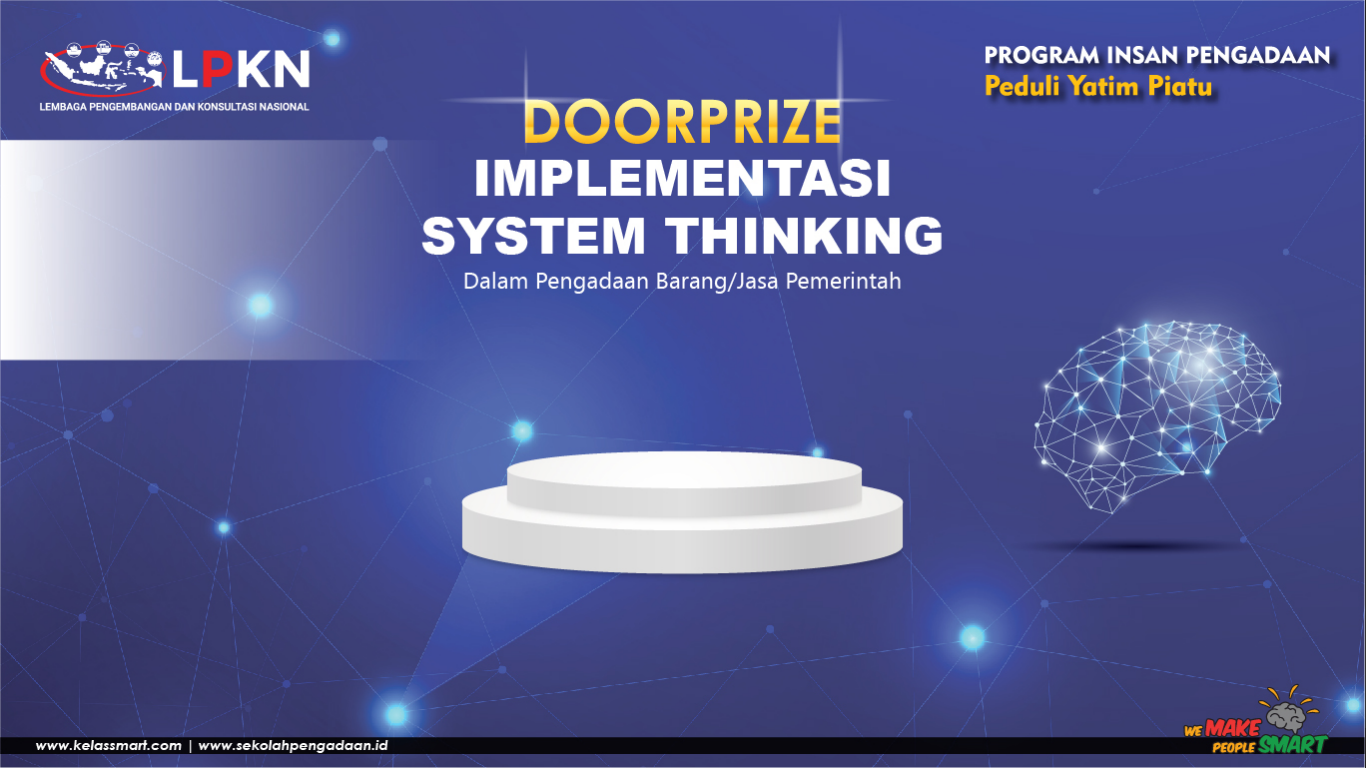 LPKN
LEMBAGA PENGEMBANGAN DAN KONSULTASI NASIONAL
PROGRAM INSAN PENGADAAN
Peduli Yatim Piatu
DOORPRIZE
IMPLEMENTASI
SYSTEM THINKING
Dalam Pengadaan Barang/Jasa Pemerintah
www.kelassmart.com | www.sekolahpengadaan.id
WE MAKE
PEOPLE SMART